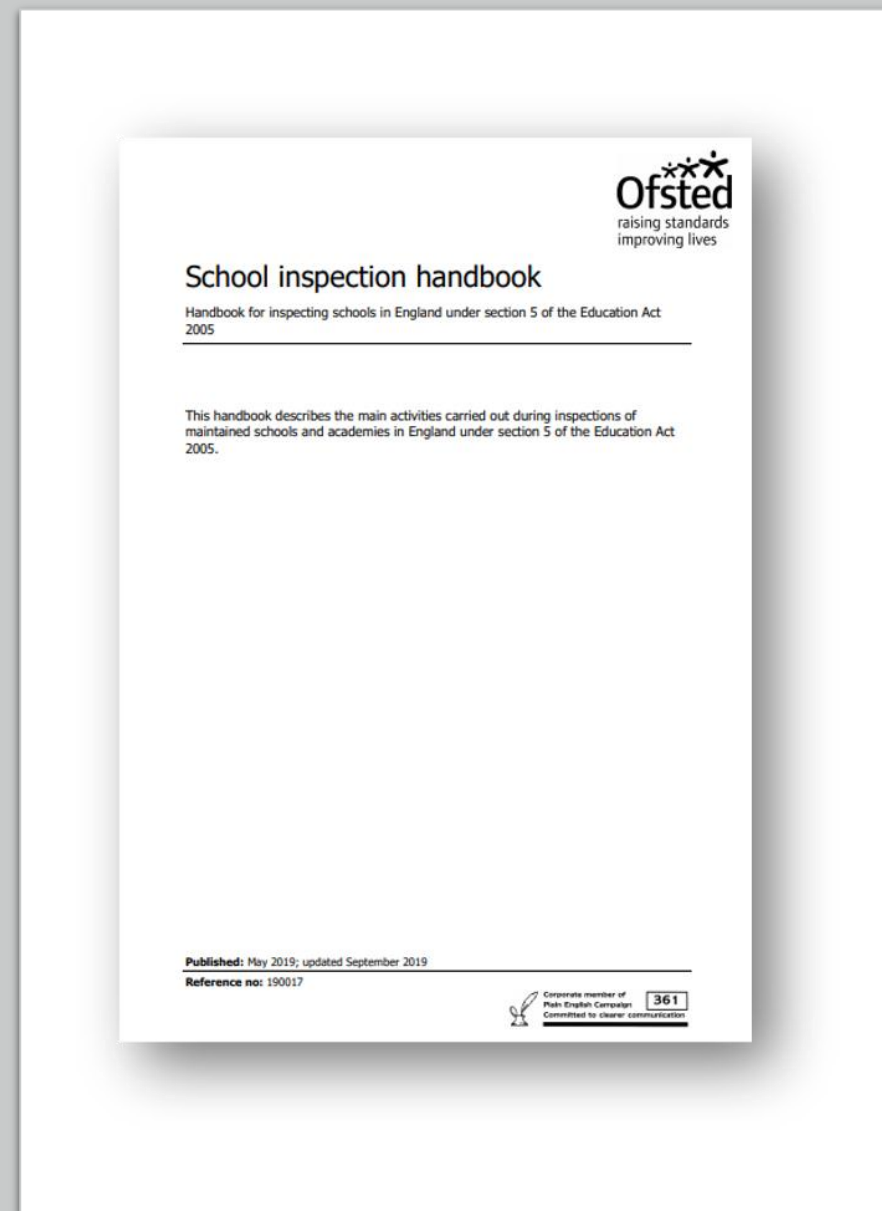 Ofsted
raising standards
improving lives
School inspection handbook
Handbook for inspecting schools in England under section 5 of the Education Act
2005
This handbook describes the main activities carried out during inspections of
maintained schools and academies in England under section 5 of the Education Act
2005.
Published: May 2019; updated September 2019
Reference no: 190017
Corporate member of
Plain English Campaign
Committed to clearer communication
361